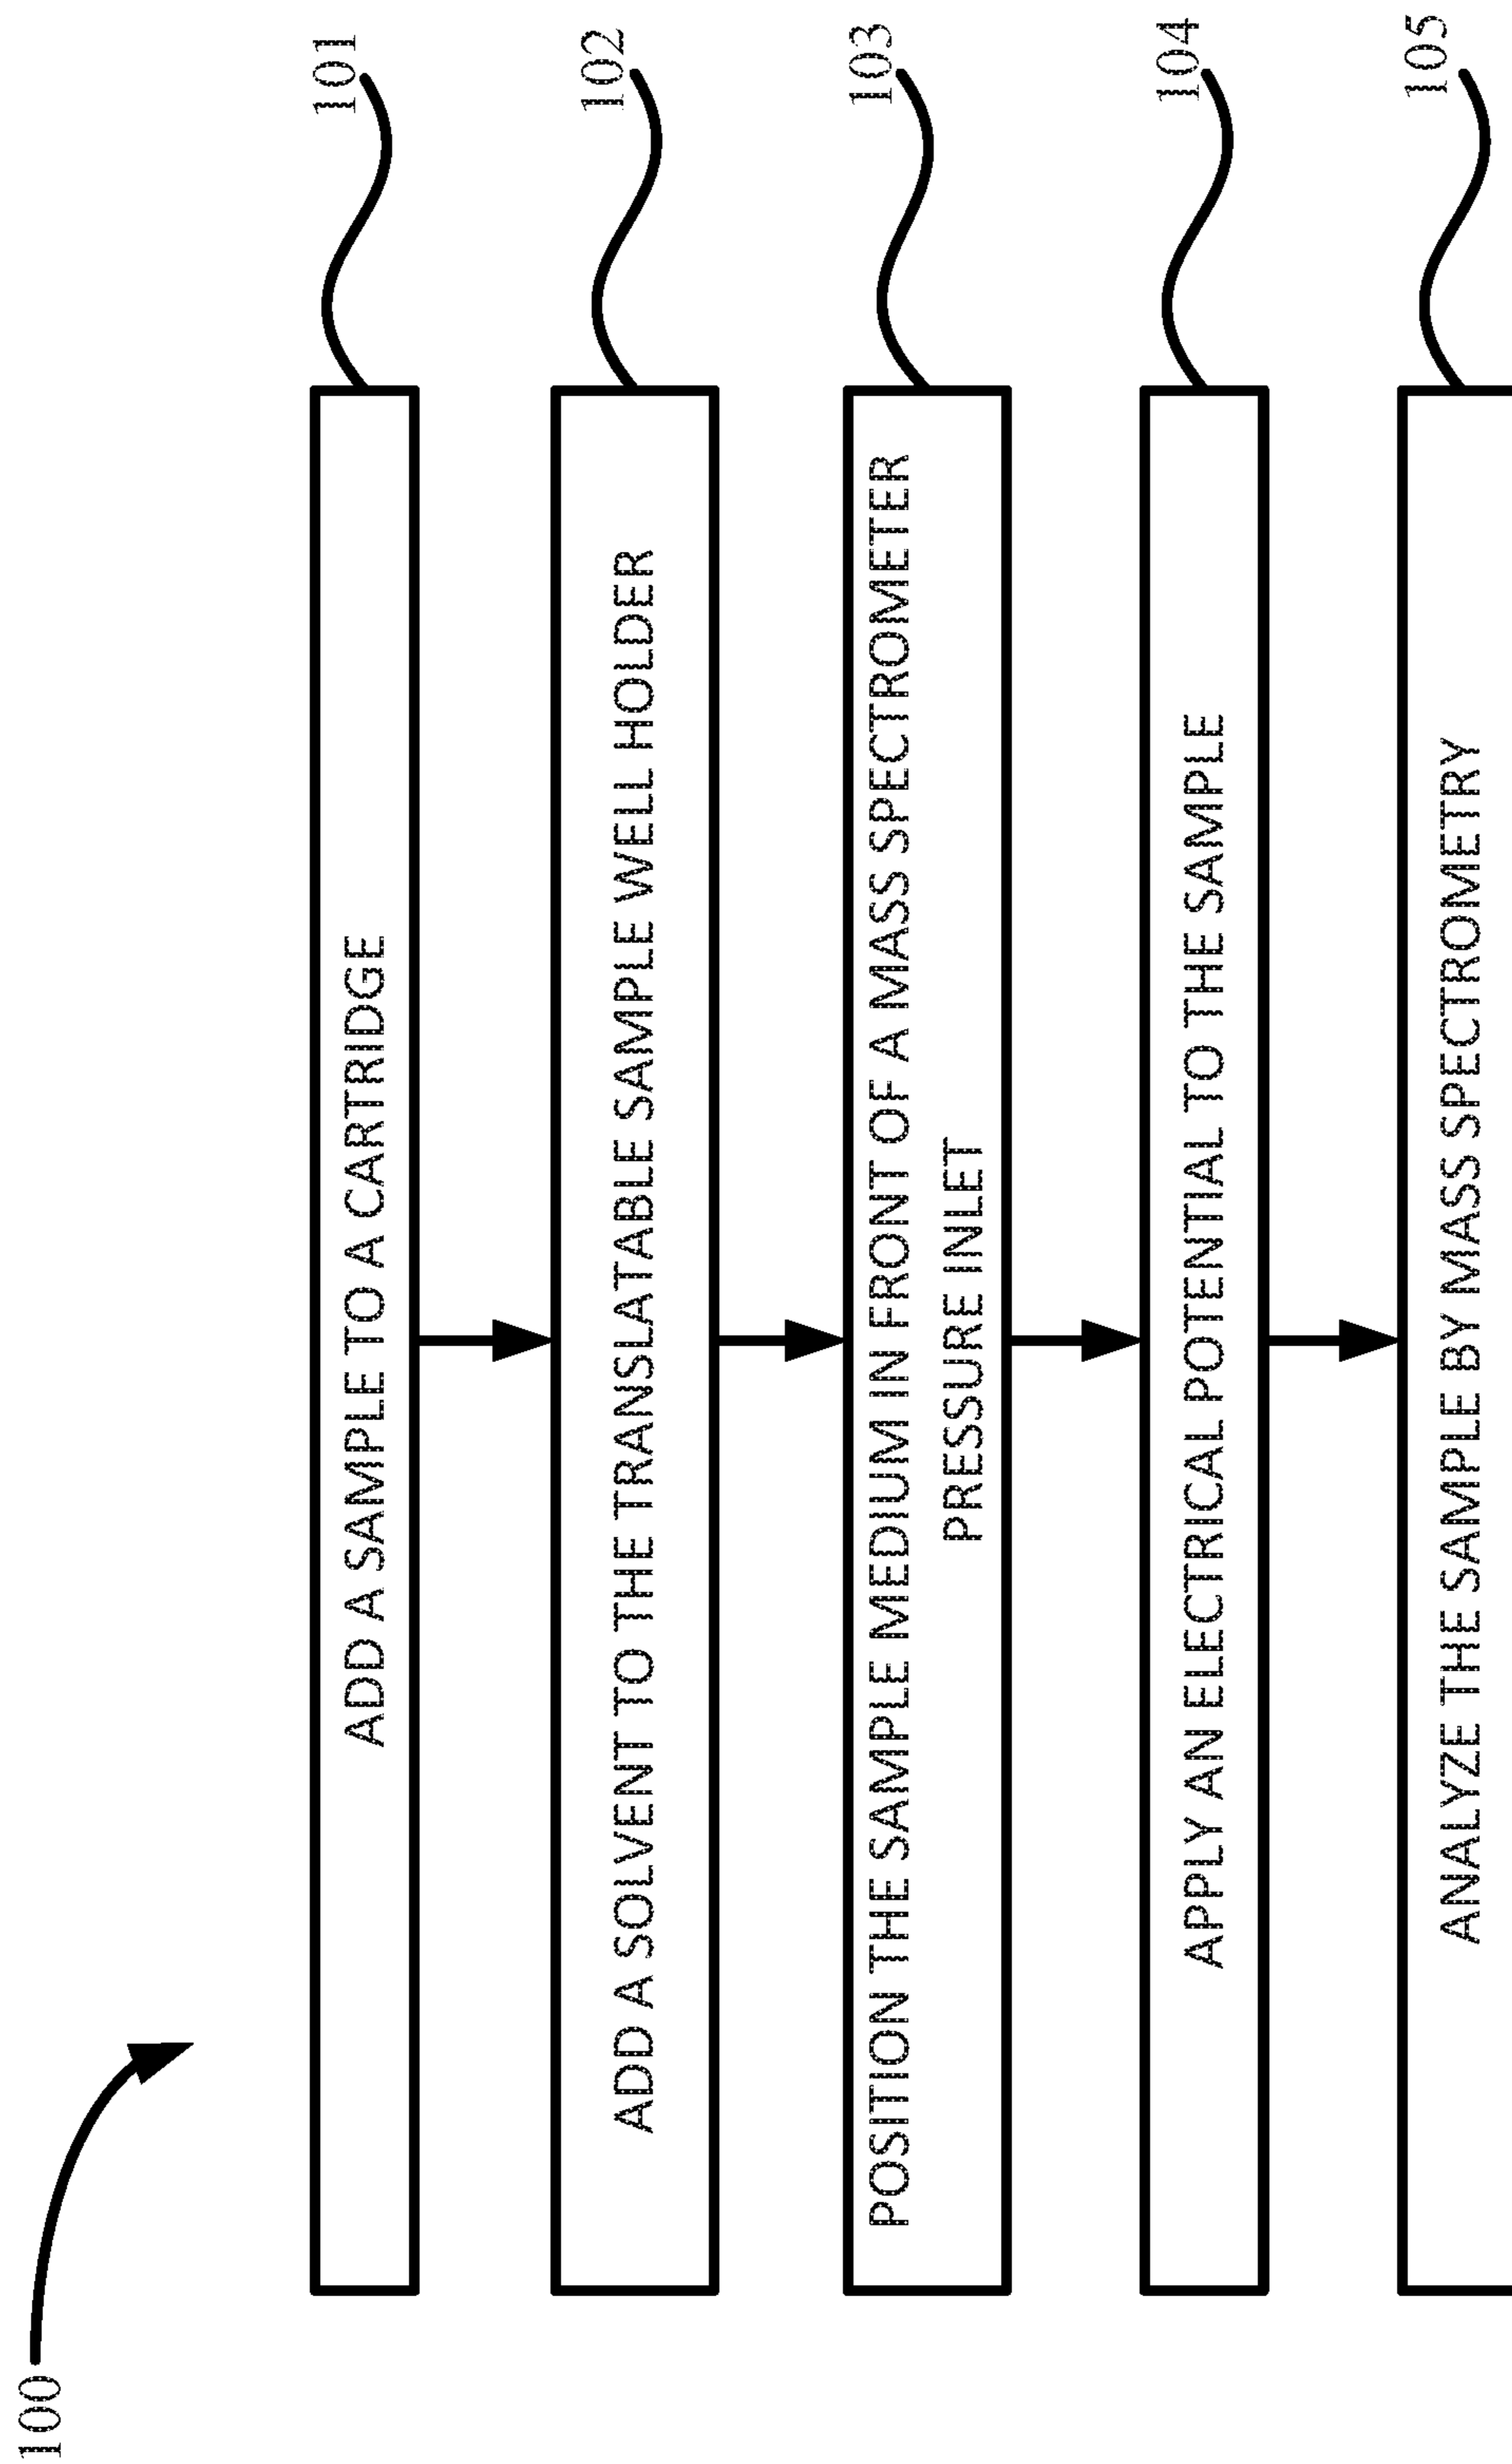 100
ADD A SAMPLE TO A CARTRIDGE
101
ADD A SOLVENT TO THE TRANSLATABLE SAMPLE WELL HOLDER
102
POSITION THE SAMPLE MEDIUM IN FRONT OF A MASS SPECTROMETER
PRESSURE INLET
103
APPLY AN ELECTRICAL POTENTIAL TO THE SAMPLE
104
ANALYZE THE SAMPLE BY MASS SPECTROMETRY
105